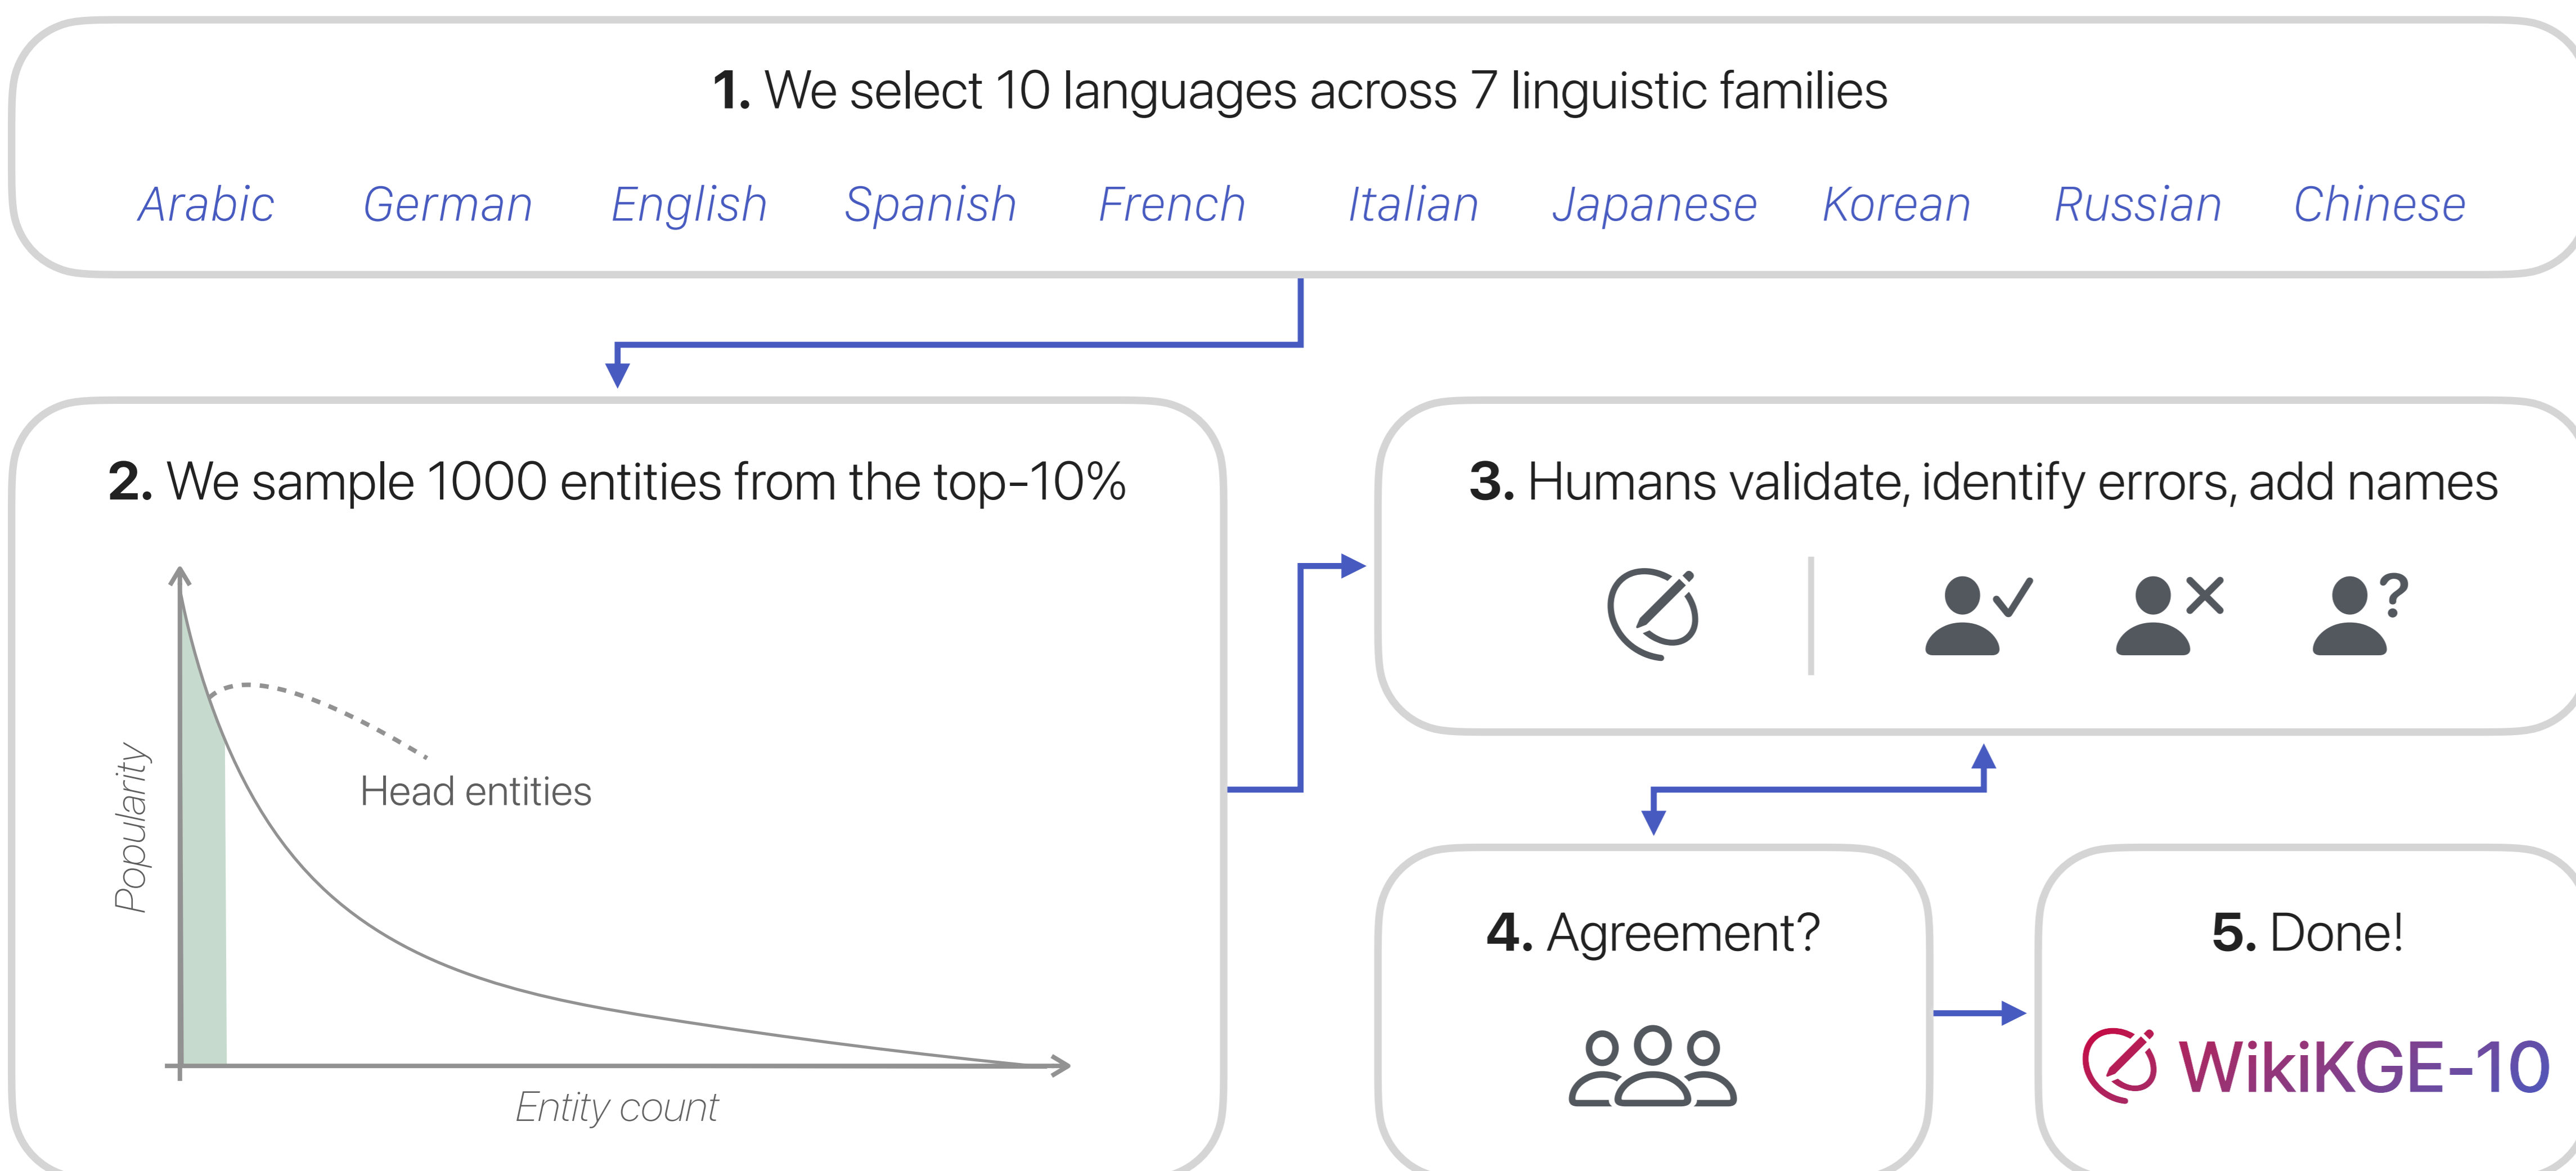 1. We select 10 languages across 7 linguistic families
Arabic German English Spanish French Italian Japanese Korean Russian Chinese
2. We sample 1000 entities from the top-10%
Popularity
Head entities
Entity count
3. Humans validate, identify errors, add names
?
4. Agreement?
5. Done!
WikiKGE-10